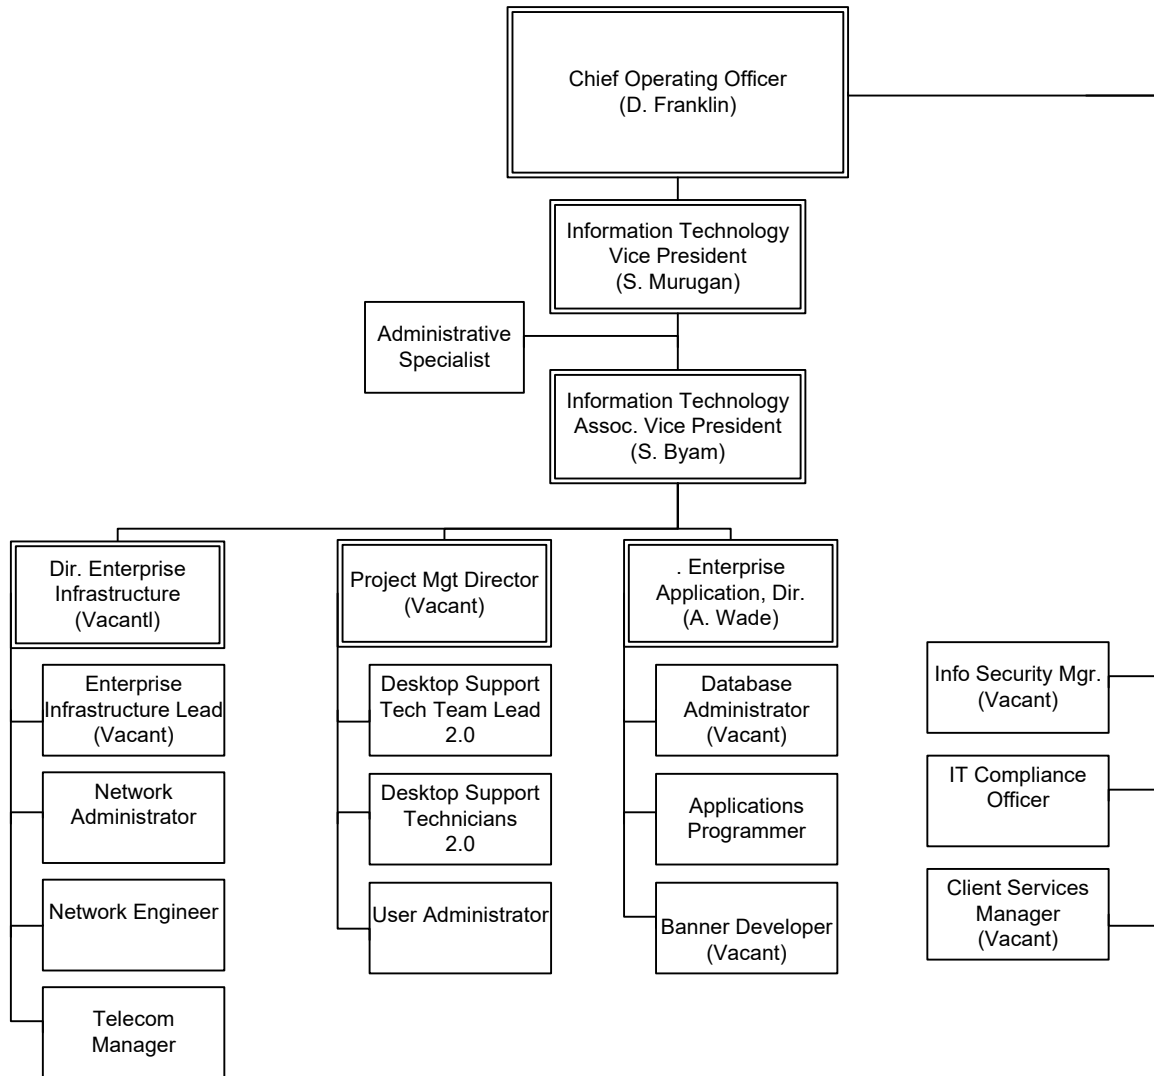 Chief Operating Officer
(D. Franklin)
Information Technology
Vice President
(S. Murugan)
Administrative
Specialist
Information Technology
Assoc. Vice President
(S. Byam)
Dir. Enterprise
Infrastructure
(Vacantl)
Enterprise
Infrastructure Lead
(Vacant)
Network
Administrator
Network Engineer
Telecom
Manager
Project Mgt Director
(Vacant)
Desktop Support
Tech Team Lead
2.0
Desktop Support
Technicians
2.0
User Administrator
. Enterprise
Application, Dir.
(A. Wade)
Database
Administrator
(Vacant)
Applications
Programmer
Banner Developer
(Vacant)
Info Security Mgr.
(Vacant)
IT Compliance
Officer
Client Services
Manager
(Vacant)